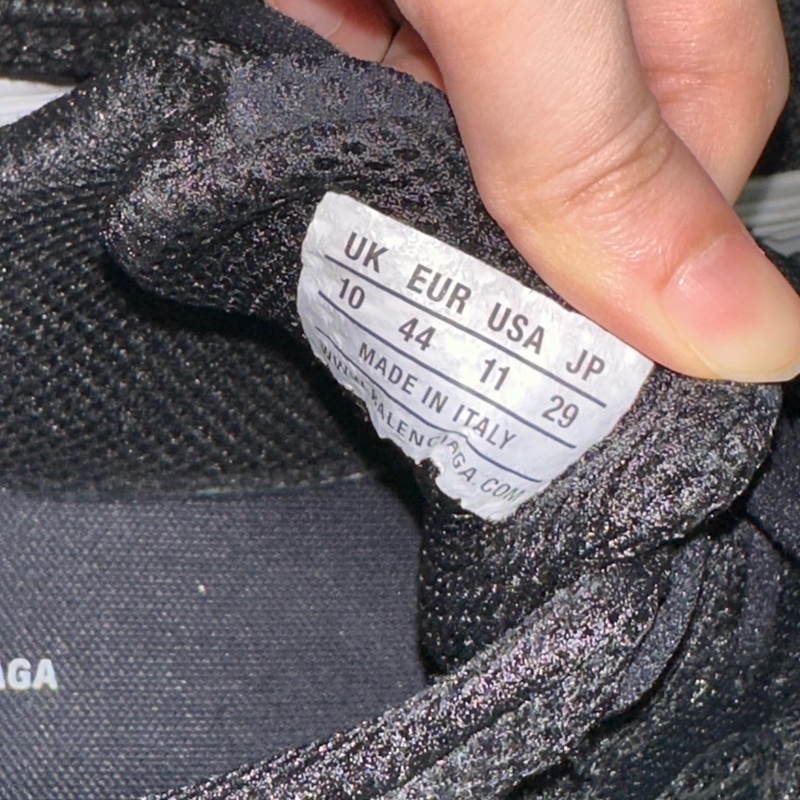 UK EUR USA JP
10 44 11 29
MADE IN ITALY
WWW.BALENCIAGA.COM
AGA